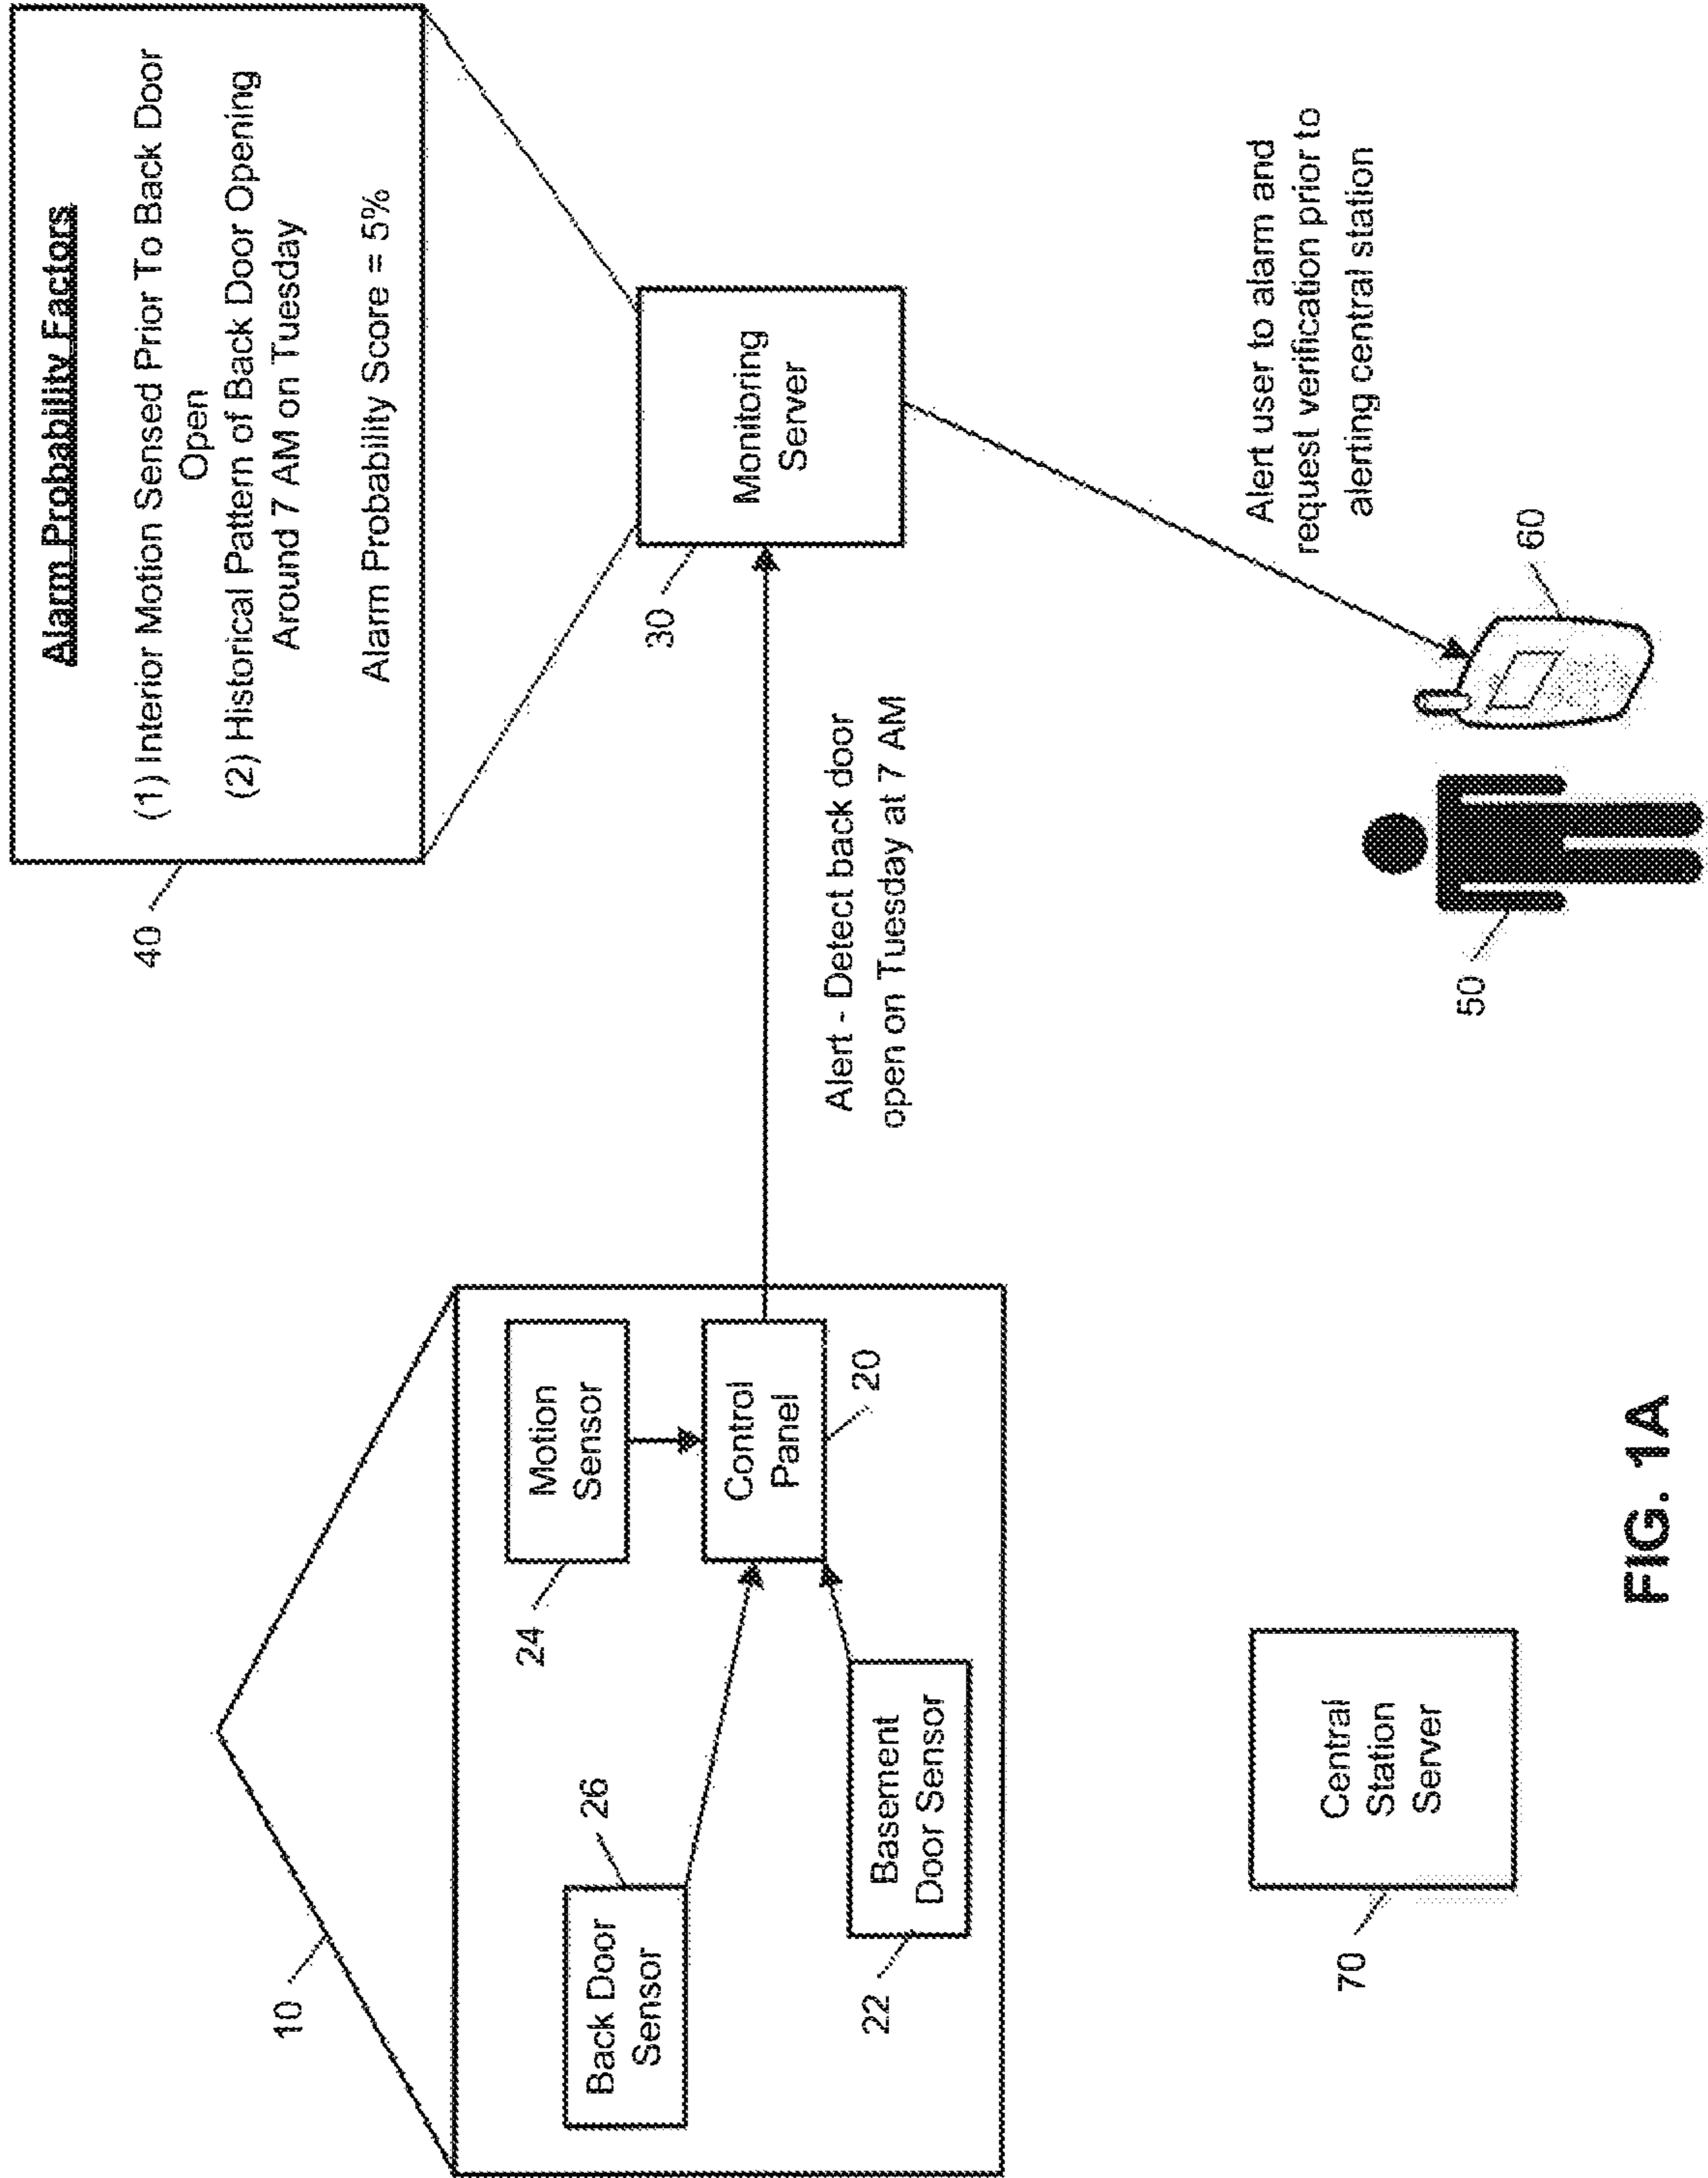 Alarm Probability Factors
(1) Interior Motion Sensed Prior To Back Door
Open
(2) Historical Pattern of Back Door Opening
Around 7 AM on Tuesday
Alarm Probability Score = 5%
40
10
Motion
Sensor
24
Back Door
Sensor
26
Control
Panel
20
Basement
Door Sensor
22
Alert - Detect back door
open on Tuesday at 7 AM
Monitoring
Server
30
Alert user to alarm and
request verification prior to
alerting central station
Central
Station
Server
70
50
60
FIG. 1A